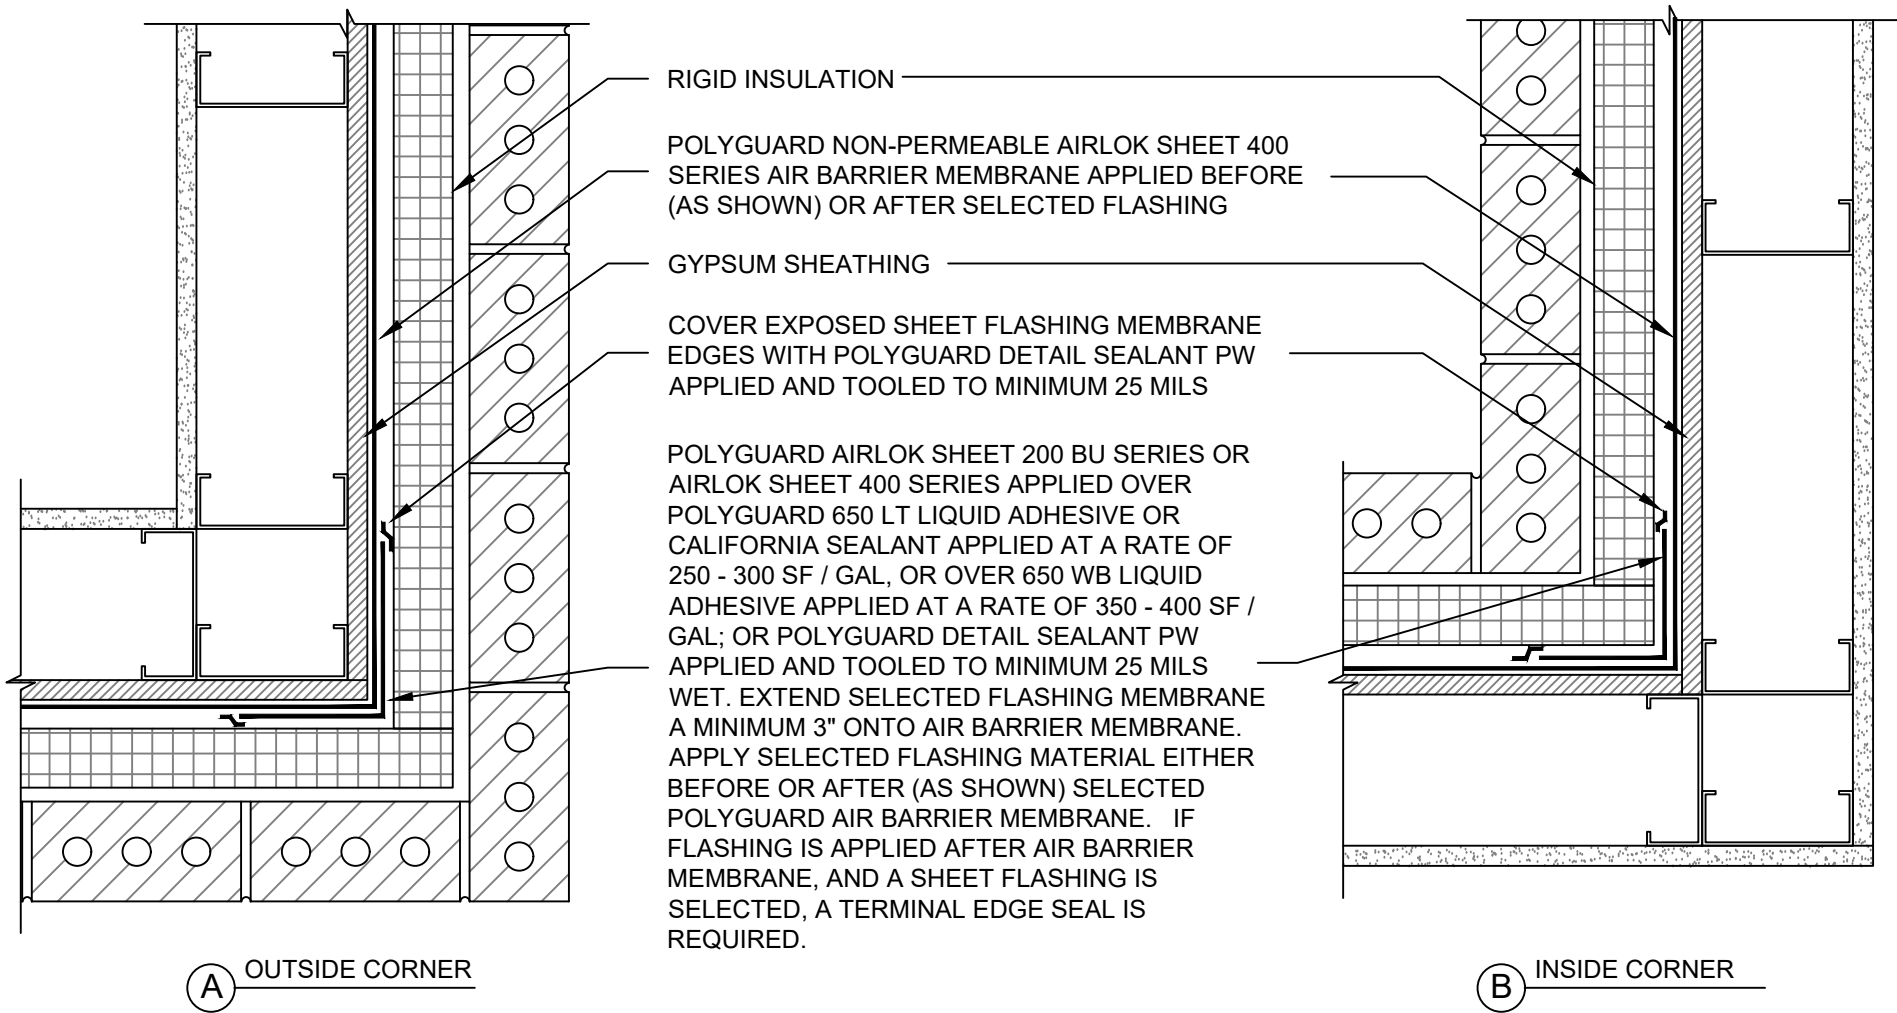 RIGID INSULATION
POLYGUARD NON-PERMEABLE AIRLOK SHEET 400
SERIES AIR BARRIER MEMBRANE APPLIED BEFORE
(AS SHOWN) OR AFTER SELECTED FLASHING
GYPSUM SHEATHING
COVER EXPOSED SHEET FLASHING MEMBRANE
EDGES WITH POLYGUARD DETAIL SEALANT PW
APPLIED AND TOOLED TO MINIMUM 25 MILS
POLYGUARD AIRLOK SHEET 200 BU SERIES OR
AIRLOK SHEET 400 SERIES APPLIED OVER
POLYGUARD 650 LT LIQUID ADHESIVE OR
CALIFORNIA SEALANT APPLIED AT A RATE OF
250 - 300 SF / GAL, OR OVER 650 WB LIQUID
ADHESIVE APPLIED AT A RATE OF 350 - 400 SF /
GAL; OR POLYGUARD DETAIL SEALANT PW
APPLIED AND TOOLED TO MINIMUM 25 MILS
WET. EXTEND SELECTED FLASHING MEMBRANE
A MINIMUM 3" ONTO AIR BARRIER MEMBRANE.
APPLY SELECTED FLASHING MATERIAL EITHER
BEFORE OR AFTER (AS SHOWN) SELECTED
POLYGUARD AIR BARRIER MEMBRANE. IF
FLASHING IS APPLIED AFTER AIR BARRIER
MEMBRANE, AND A SHEET FLASHING IS
SELECTED, A TERMINAL EDGE SEAL IS
REQUIRED.
A OUTSIDE CORNER
B INSIDE CORNER